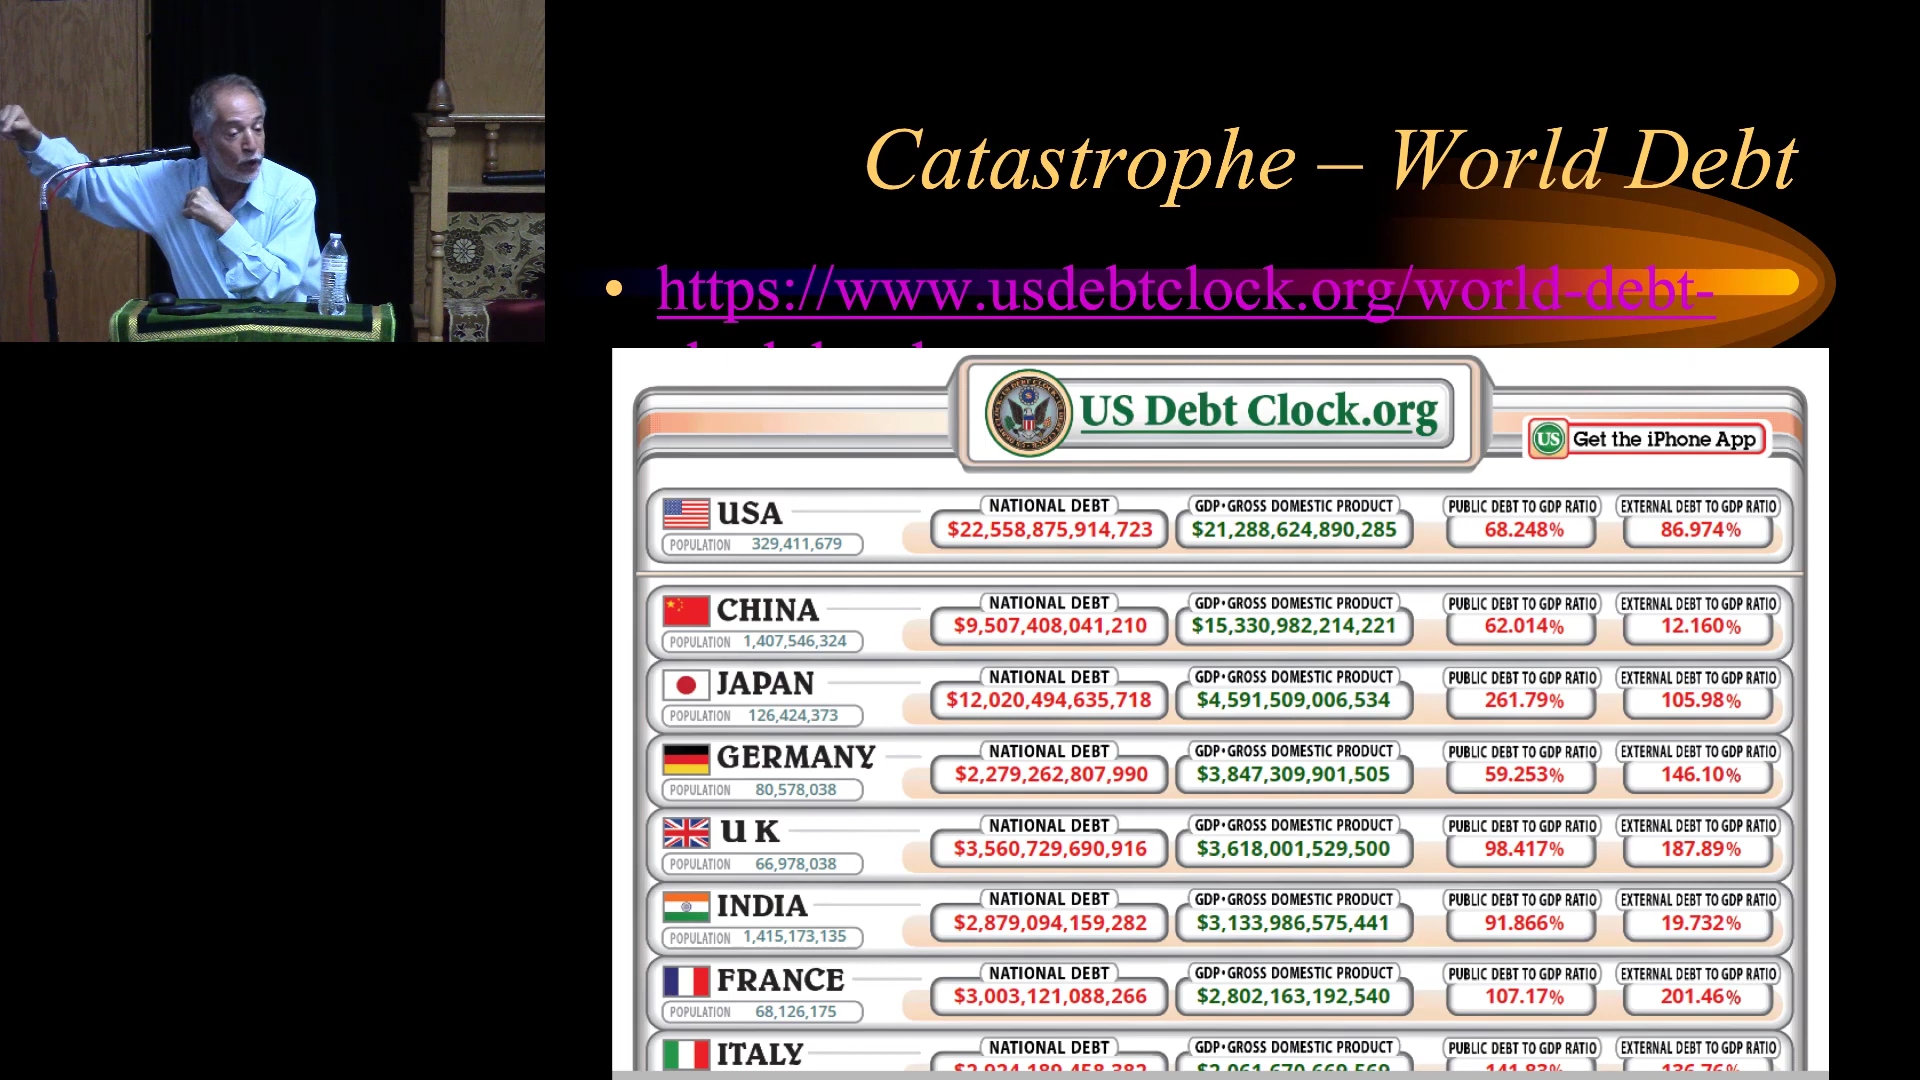 Catastrophe – World Debt
• https://www.usdebtclock.org/world-debt-
US Debt Clock.org
US Get the iPhone App
USA
POPULATION 329,411,679
NATIONAL DEBT
$22,558,875,914,723
GDP•GROSS DOMESTIC PRODUCT
$21,288,624,890,285
PUBLIC DEBT TO GDP RATIO
68.248%
EXTERNAL DEBT TO GDP RATIO
86.974%
CHINA
POPULATION 1,407,546,324
NATIONAL DEBT
$9,507,408,041,210
GDP•GROSS DOMESTIC PRODUCT
$15,330,982,214,221
PUBLIC DEBT TO GDP RATIO
62.014%
EXTERNAL DEBT TO GDP RATIO
12.160%
JAPAN
POPULATION 126,424,373
NATIONAL DEBT
$12,020,494,635,718
GDP•GROSS DOMESTIC PRODUCT
$4,591,509,006,534
PUBLIC DEBT TO GDP RATIO
261.79%
EXTERNAL DEBT TO GDP RATIO
105.98%
GERMANY
POPULATION 80,578,038
NATIONAL DEBT
$2,279,262,807,990
GDP•GROSS DOMESTIC PRODUCT
$3,847,309,901,505
PUBLIC DEBT TO GDP RATIO
59.253%
EXTERNAL DEBT TO GDP RATIO
146.10%
U K
POPULATION 66,978,038
NATIONAL DEBT
$3,560,729,690,916
GDP•GROSS DOMESTIC PRODUCT
$3,618,001,529,500
PUBLIC DEBT TO GDP RATIO
98.417%
EXTERNAL DEBT TO GDP RATIO
187.89%
INDIA
POPULATION 1,415,173,135
NATIONAL DEBT
$2,879,094,159,282
GDP•GROSS DOMESTIC PRODUCT
$3,133,986,575,441
PUBLIC DEBT TO GDP RATIO
91.866%
EXTERNAL DEBT TO GDP RATIO
19.732%
FRANCE
POPULATION 68,126,175
NATIONAL DEBT
$3,003,121,088,266
GDP•GROSS DOMESTIC PRODUCT
$2,802,163,192,540
PUBLIC DEBT TO GDP RATIO
107.17%
EXTERNAL DEBT TO GDP RATIO
201.46%
ITALY
NATIONAL DEBT
GDP•GROSS DOMESTIC PRODUCT
PUBLIC DEBT TO GDP RATIO
EXTERNAL DEBT TO GDP RATIO